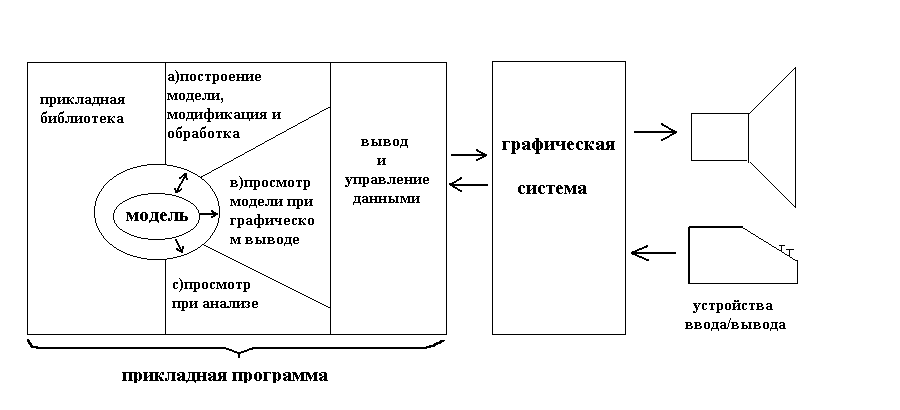 прикладная
библиотека
а)построение
модели,
модификация и
обработка
модель
в)просмотр
модели при
графическо
м выводе
с)просмотр
при анализе
вывод
и
управление
данными
графическая
система
устройства
ввода/вывода
прикладная программа